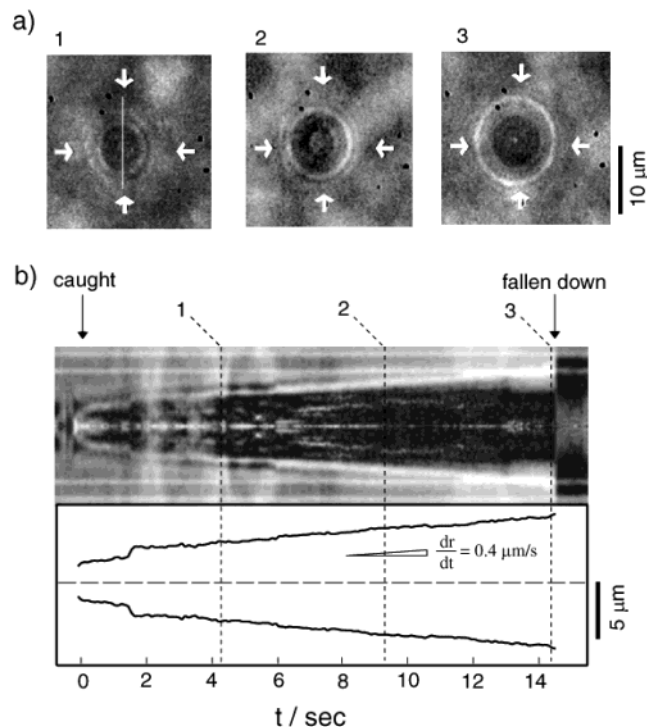 a)
1
2
3
10 μm
b)
caught
fallen down
1
2
3
dr
dt = 0.4 μm/s
5 μm
0 2 4 6 8 10 12 14
t / sec